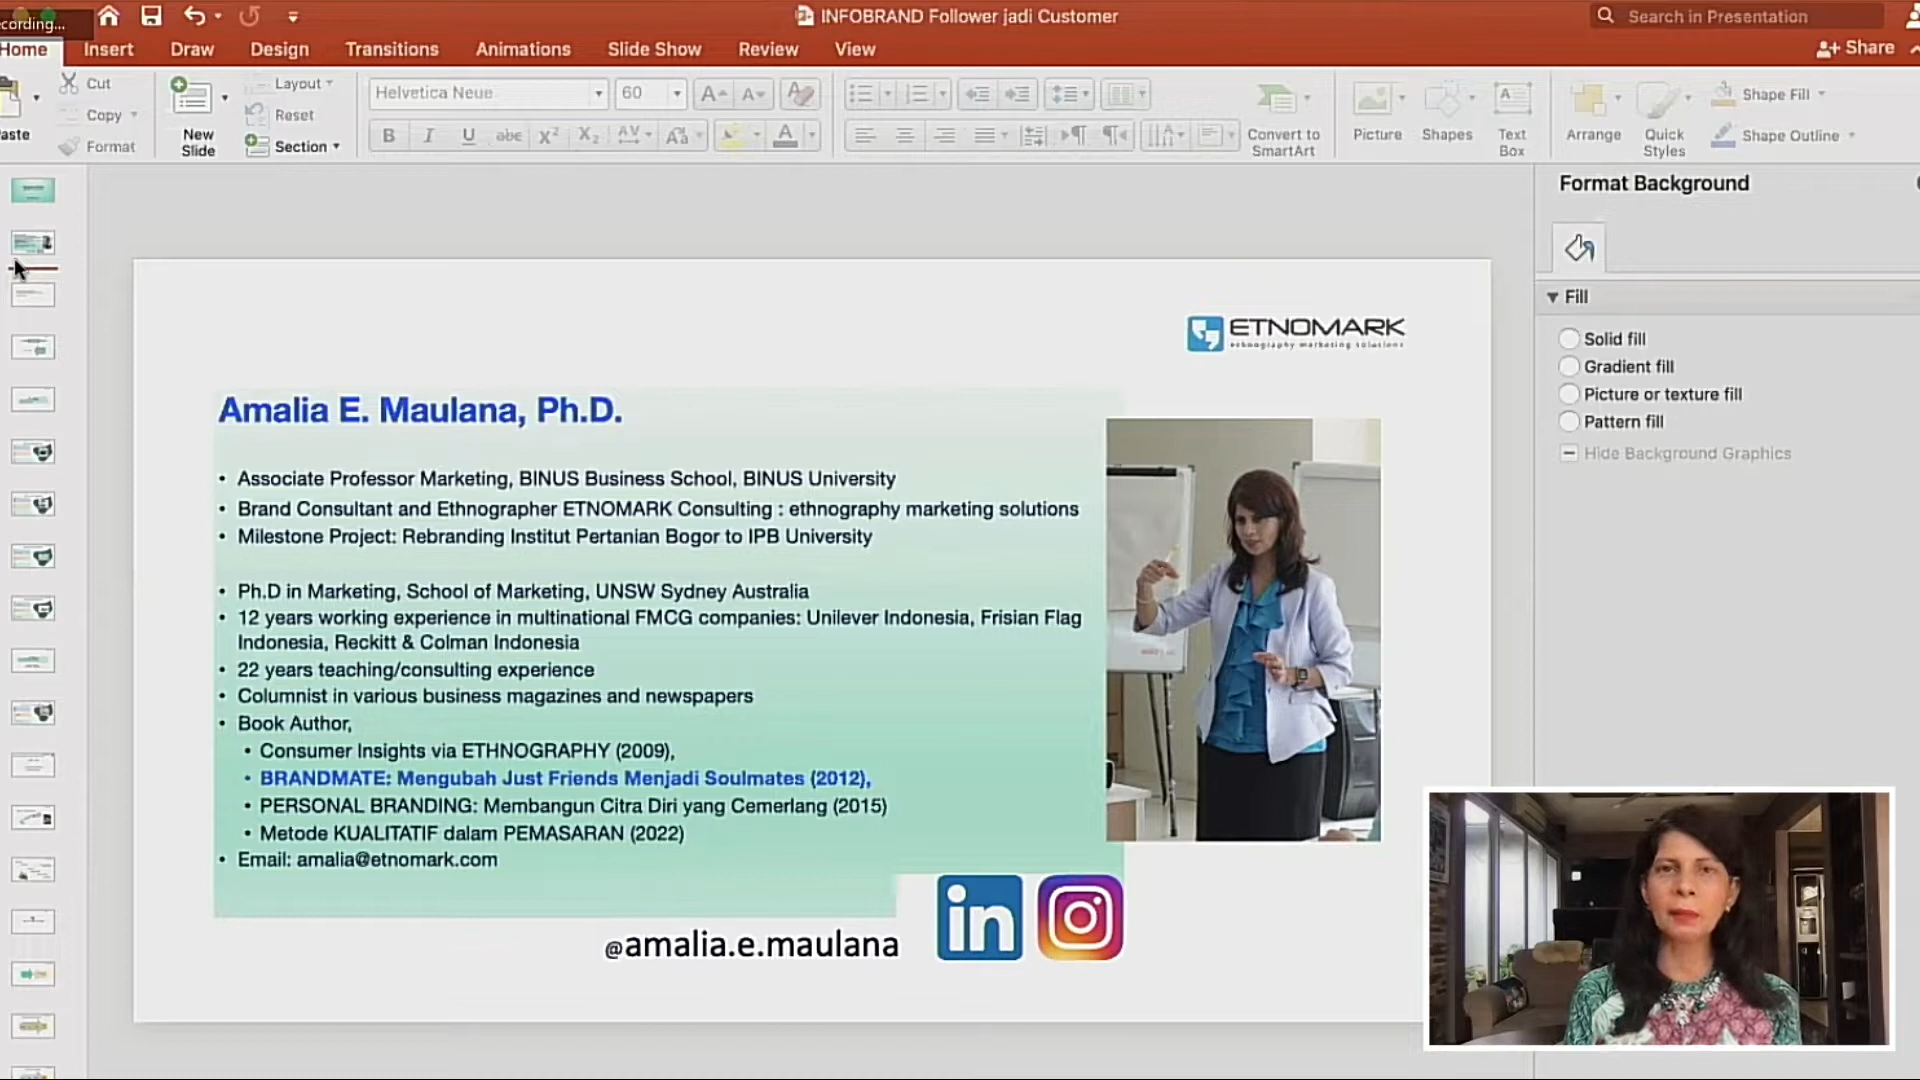 ecording...
INFOBRAND Follower jadi Customer
Search in Presentation
Home
Insert
Draw
Design
Transitions
Animations
Slide Show
Review
View
Share
aste
Cut
Copy
Format
New
Slide
Layout
Reset
Section
Helvetica Neue
60
Convert to
SmartArt
Picture
Shapes
Text
Box
Arrange
Quick
Styles
Shape Fill
Shape Outline
Format Background
Fill
Solid fill
Gradient fill
Picture or texture fill
Pattern fill
Hide Background Graphics
ETNOMARK
ethnography marketing solutions
Amalia E. Maulana, Ph.D.
• Associate Professor Marketing, BINUS Business School, BINUS University
• Brand Consultant and Ethnographer ETNOMARK Consulting : ethnography marketing solutions
• Milestone Project: Rebranding Institut Pertanian Bogor to IPB University
• Ph.D in Marketing, School of Marketing, UNSW Sydney Australia
• 12 years working experience in multinational FMCG companies: Unilever Indonesia, Frisian Flag
Indonesia, Reckitt & Colman Indonesia
• 22 years teaching/consulting experience
• Columnist in various business magazines and newspapers
• Book Author,
• Consumer Insights via ETHNOGRAPHY (2009),
• BRANDMATE: Mengubah Just Friends Menjadi Soulmates (2012),
• PERSONAL BRANDING: Membangun Citra Diri yang Cemerlang (2015)
• Metode KUALITATIF dalam PEMASARAN (2022)
• Email: amalia@etnomark.com
@amalia.e.maulana
in